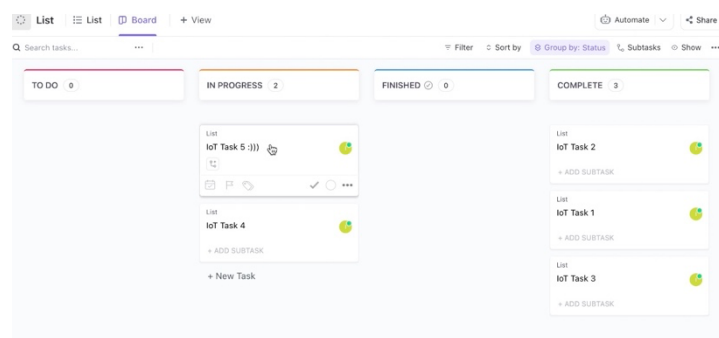 List List Board + View Automate Share
Search tasks... Filter Sort by Group by: Status Subtasks Show
TO DO 0 IN PROGRESS 2 FINISHED 0 COMPLETE 3
List
IoT Task 5 :)))
List
IoT Task 4
+ ADD SUBTASK
+ New Task
List
IoT Task 2
+ ADD SUBTASK
List
IoT Task 1
+ ADD SUBTASK
List
IoT Task 3
+ ADD SUBTASK